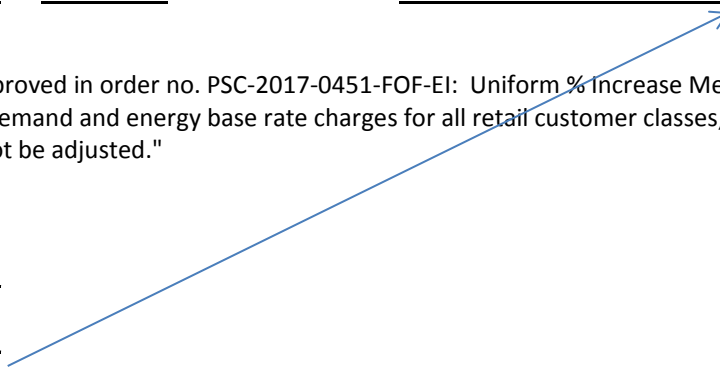 proved in order no. PSC-2017-0451-FOF-EI:  Uniform % Increase Me
emand and energy base rate charges for all retail customer classes,
ot be adjusted."